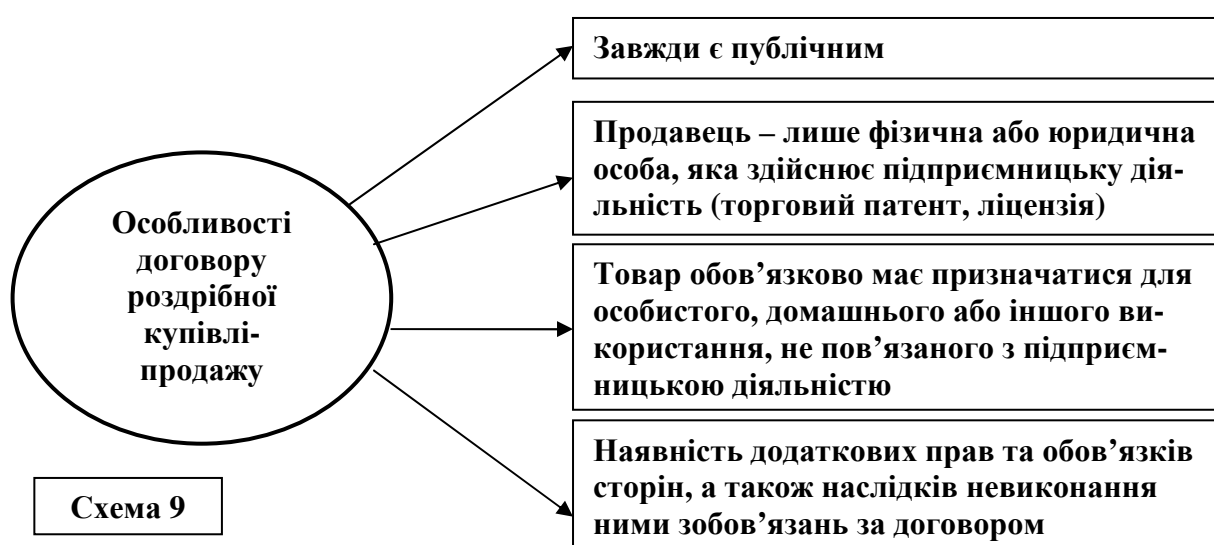 Завжди є публічним
Продавець – лише фізична або юридична
особа, яка здійснює підприємницьку дія-
льність (торговий патент, ліцензія)
Особливості
договору
роздрібної
купівлі-
продажу
Товар обов’язково має призначатися для
особистого, домашнього або іншого ви-
користання, не пов’язаного з підприєм-
ницькою діяльністю
Наявність додаткових прав та обов’язків
сторін, а також наслідків невиконання
ними зобов’язань за договором
Схема 9